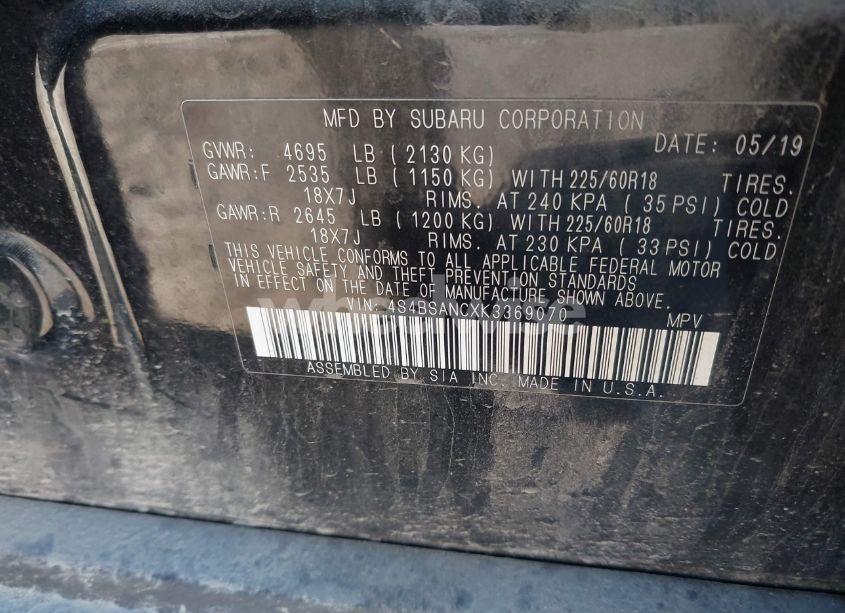 MFD BY SUBARU CORPORATION
DATE: 05/19
GVWR: 4695 LB ( 2130 KG)
GAWR:F 2535 LB ( 1150 KG) WITH 225/60R18 TIRES.
18X7J RIMS. AT 240 KPA ( 35 PSI) COLD
GAWR:R 2645 LB ( 1200 KG) WITH 225/60R18 TIRES.
18X7J RIMS. AT 230 KPA ( 33 PSI) COLD
THIS VEHICLE CONFORMS TO ALL APPLICABLE FEDERAL MOTOR
VEHICLE SAFETY AND THEFT PREVENTION STANDARDS
IN EFFECT ON THE DATE OF MANUFACTURE SHOWN ABOVE.
VIN: 4S4BSANCXK3369070 MPV
ASSEMBLED BY SIA INC. MADE IN U.S.A.